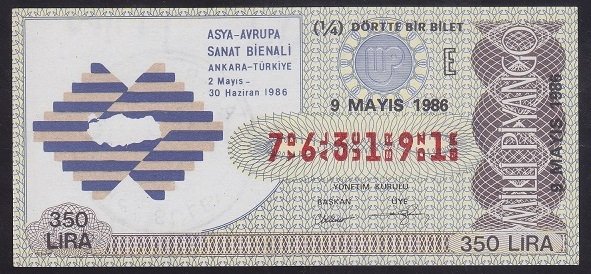 ASYA-AVRUPA
SANAT BİENALİ
ANKARA-TÜRKİYE
2 Mayıs -
30 Haziran 1986
(¼) DÖRTTE BİR BİLET
E
9 MAYIS 1986
763191
YÖNETİM KURULU
BAŞKAN ÜYE
350
LİRA
350 LİRA
MİLLİ PİYANGO
9 MAYIS 1986